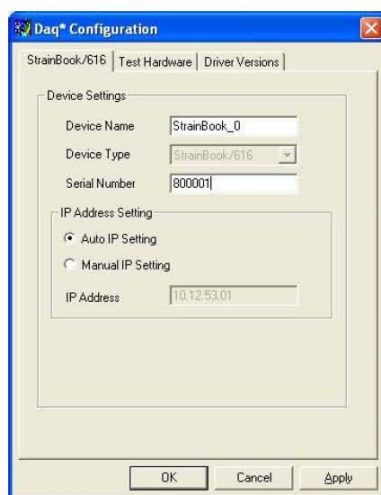 Daq* Configuration
StrainBook/616 Test Hardware Driver Versions
Device Settings
Device Name StrainBook_0
Device Type StrainBook/616
Serial Number 800001
IP Address Setting
Auto IP Setting
Manual IP Setting
IP Address 10.12.53.01
OK Cancel Apply